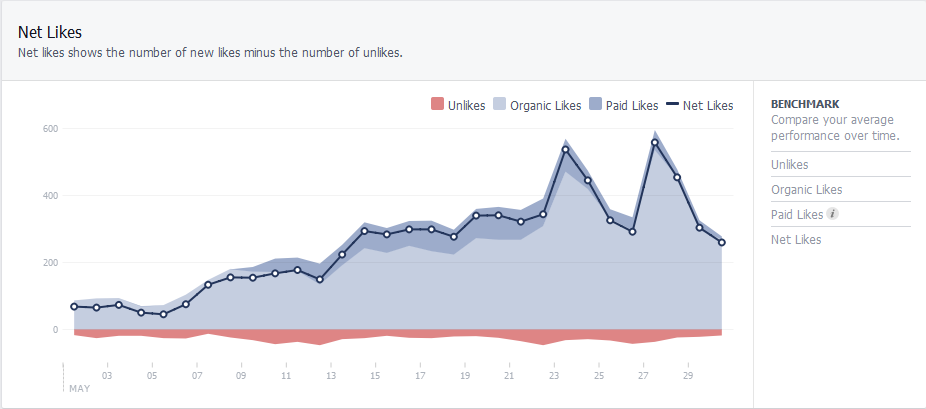 Net Likes
Net likes shows the number of new likes minus the number of unlikes.
Unlikes Organic Likes Paid Likes Net Likes
600
400
200
0
03 05 07 09 11 13 15 17 19 21 23 25 27 29
MAY
BENCHMARK
Compare your average
performance over time.
Unlikes
Organic Likes
Paid Likes i
Net Likes